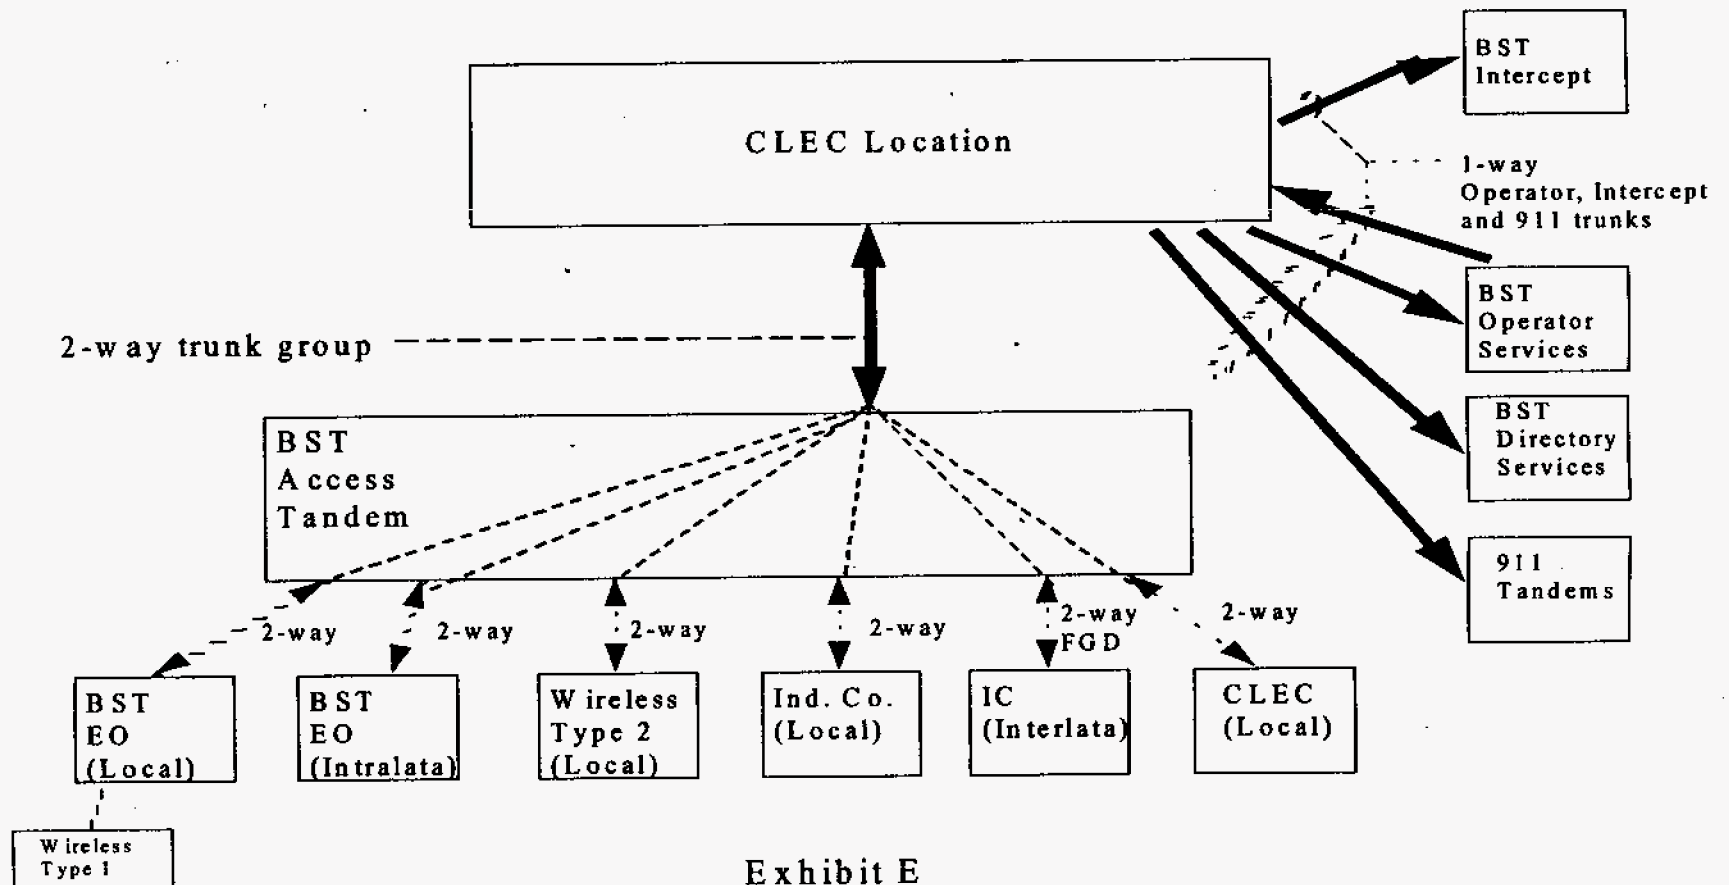 BST
Intercept
CLEC Location
1-way
Operator, Intercept
and 911 trunks
BST
Operator
Services
2-way trunk group
BST
Directory
Services
BST
Access
Tandem
911
Tandems
2-way
2-way
2-way
2-way
2-way
FGD
2-way
BST
EO
(Local)
BST
EO
(Intralata)
Wireless
Type 2
(Local)
Ind. Co.
(Local)
IC
(Interlata)
CLEC
(Local)
Wireless
Type 1
Exhibit E